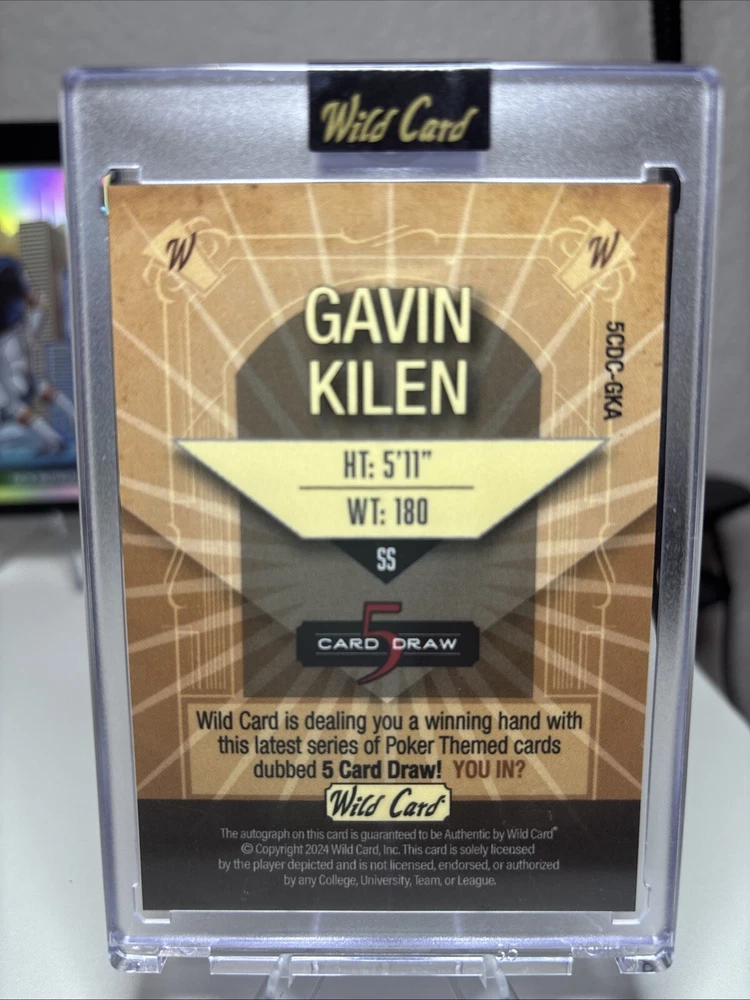 Wild Card
W
W
GAVIN
KILEN
5CDC-GKA
HT: 5'11"
WT: 180
SS
5
CARD DRAW
Wild Card is dealing you a winning hand with
this latest series of Poker Themed cards
dubbed 5 Card Draw! YOU IN?
Wild Card
The autograph on this card is guaranteed to be Authentic by Wild Card®
© Copyright 2024 Wild Card, Inc. This card is solely licensed
by the player depicted and is not licensed, endorsed, or authorized
by any College, University, Team, or League.